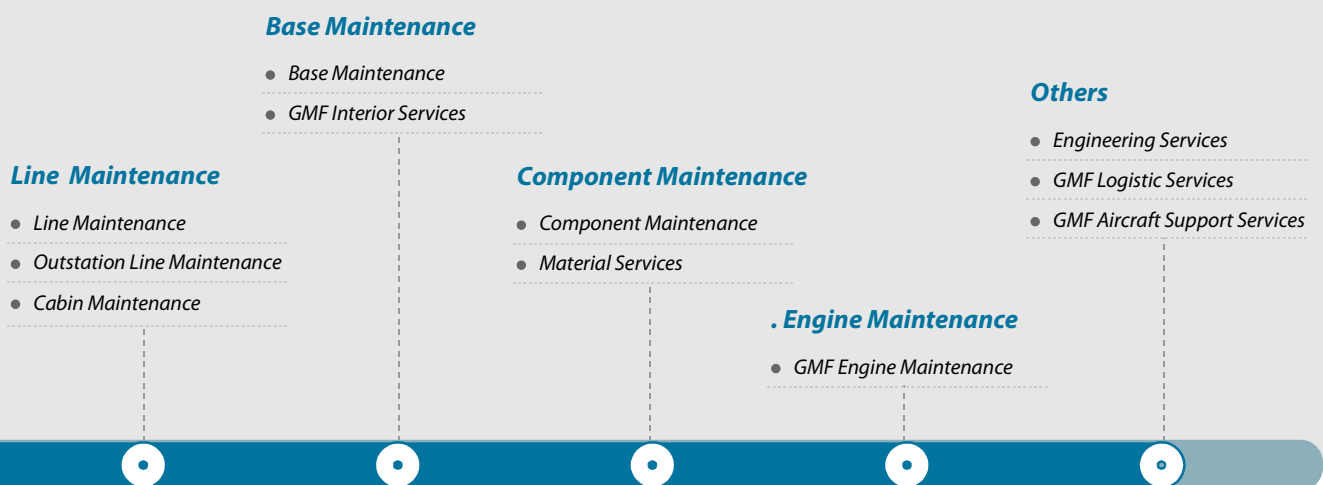 Line Maintenance
Line Maintenance
Outstation Line Maintenance
Cabin Maintenance
Base Maintenance
Base Maintenance
GMF Interior Services
Component Maintenance
Component Maintenance
Material Services
. Engine Maintenance
GMF Engine Maintenance
Others
Engineering Services
GMF Logistic Services
GMF Aircraft Support Services